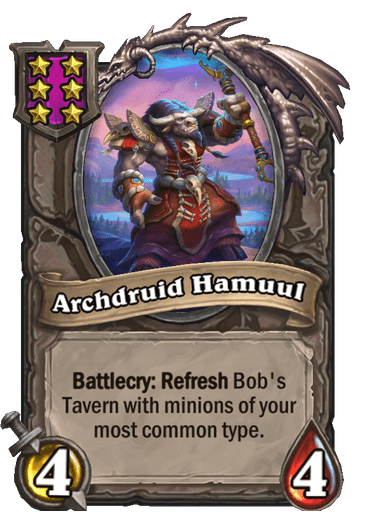 Archdruid Hamuul
Battlecry: Refresh Bob's
Tavern with minions of your
most common type.
4
4